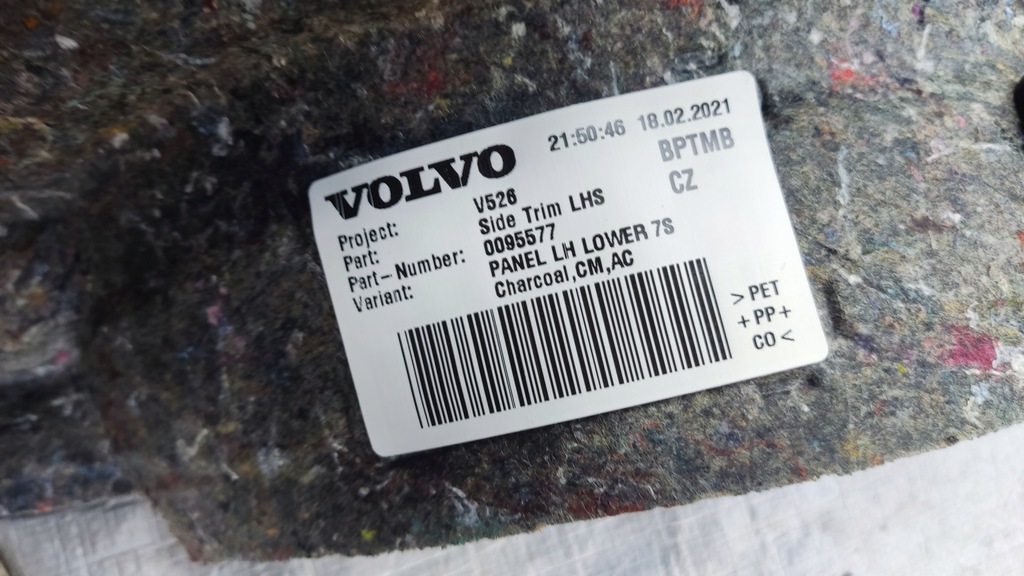 21:50:46 18.02.2021
VOLVO
BPTMB
CZ
Project: V526
Part: Side Trim LHS
Part-Number: 0095577
Variant: PANEL LH LOWER 7S
Charcoal,CM,AC
>PET
+PP+
CO<